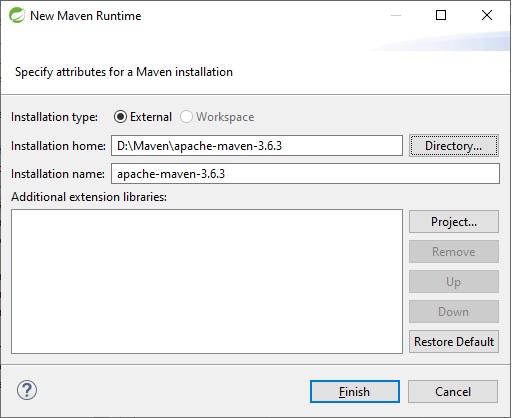 New Maven Runtime
Specify attributes for a Maven installation
Installation type: External Workspace
Installation home: D:\Maven\apache-maven-3.6.3 Directory...
Installation name: apache-maven-3.6.3
Additional extension libraries:
Project...
Remove
Up
Down
Restore Default
? Finish Cancel